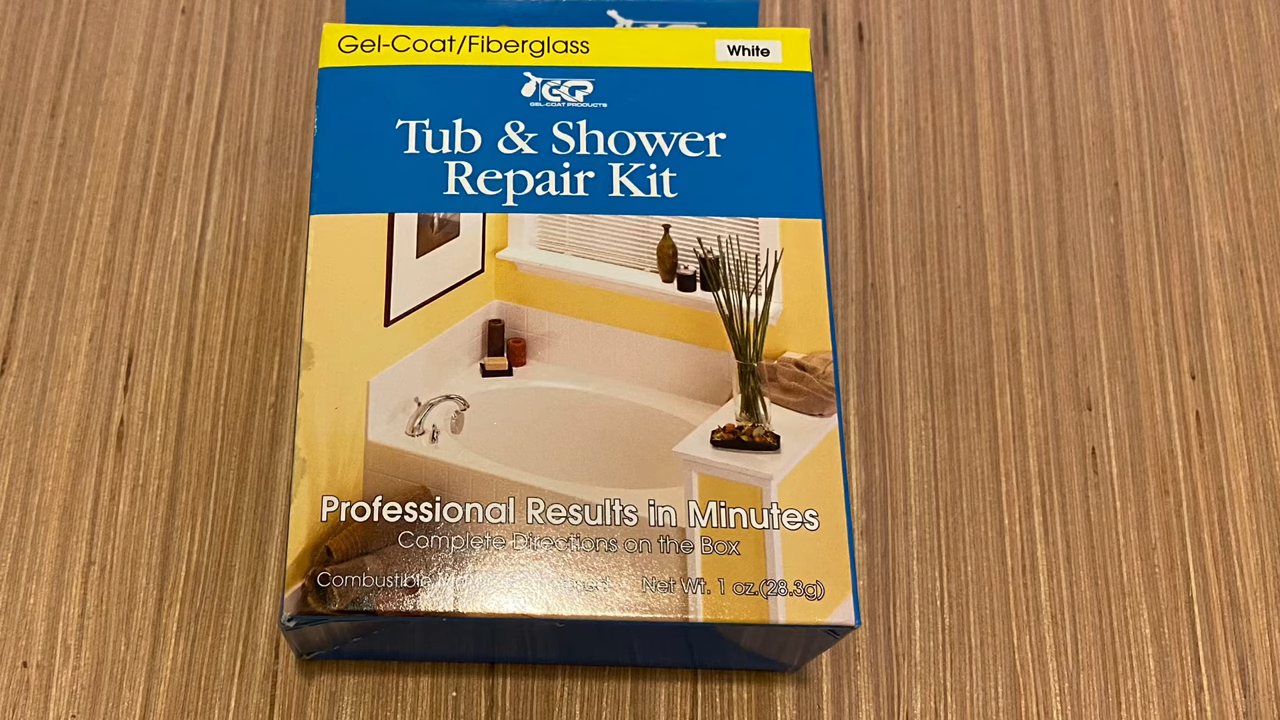 Gel-Coat/Fiberglass
White
GCP
GEL-COAT PRODUCTS
Tub & Shower
Repair Kit
Professional Results in Minutes
Complete Directions on the Box
Combustible Net Wt. 1 oz.(28.3g)